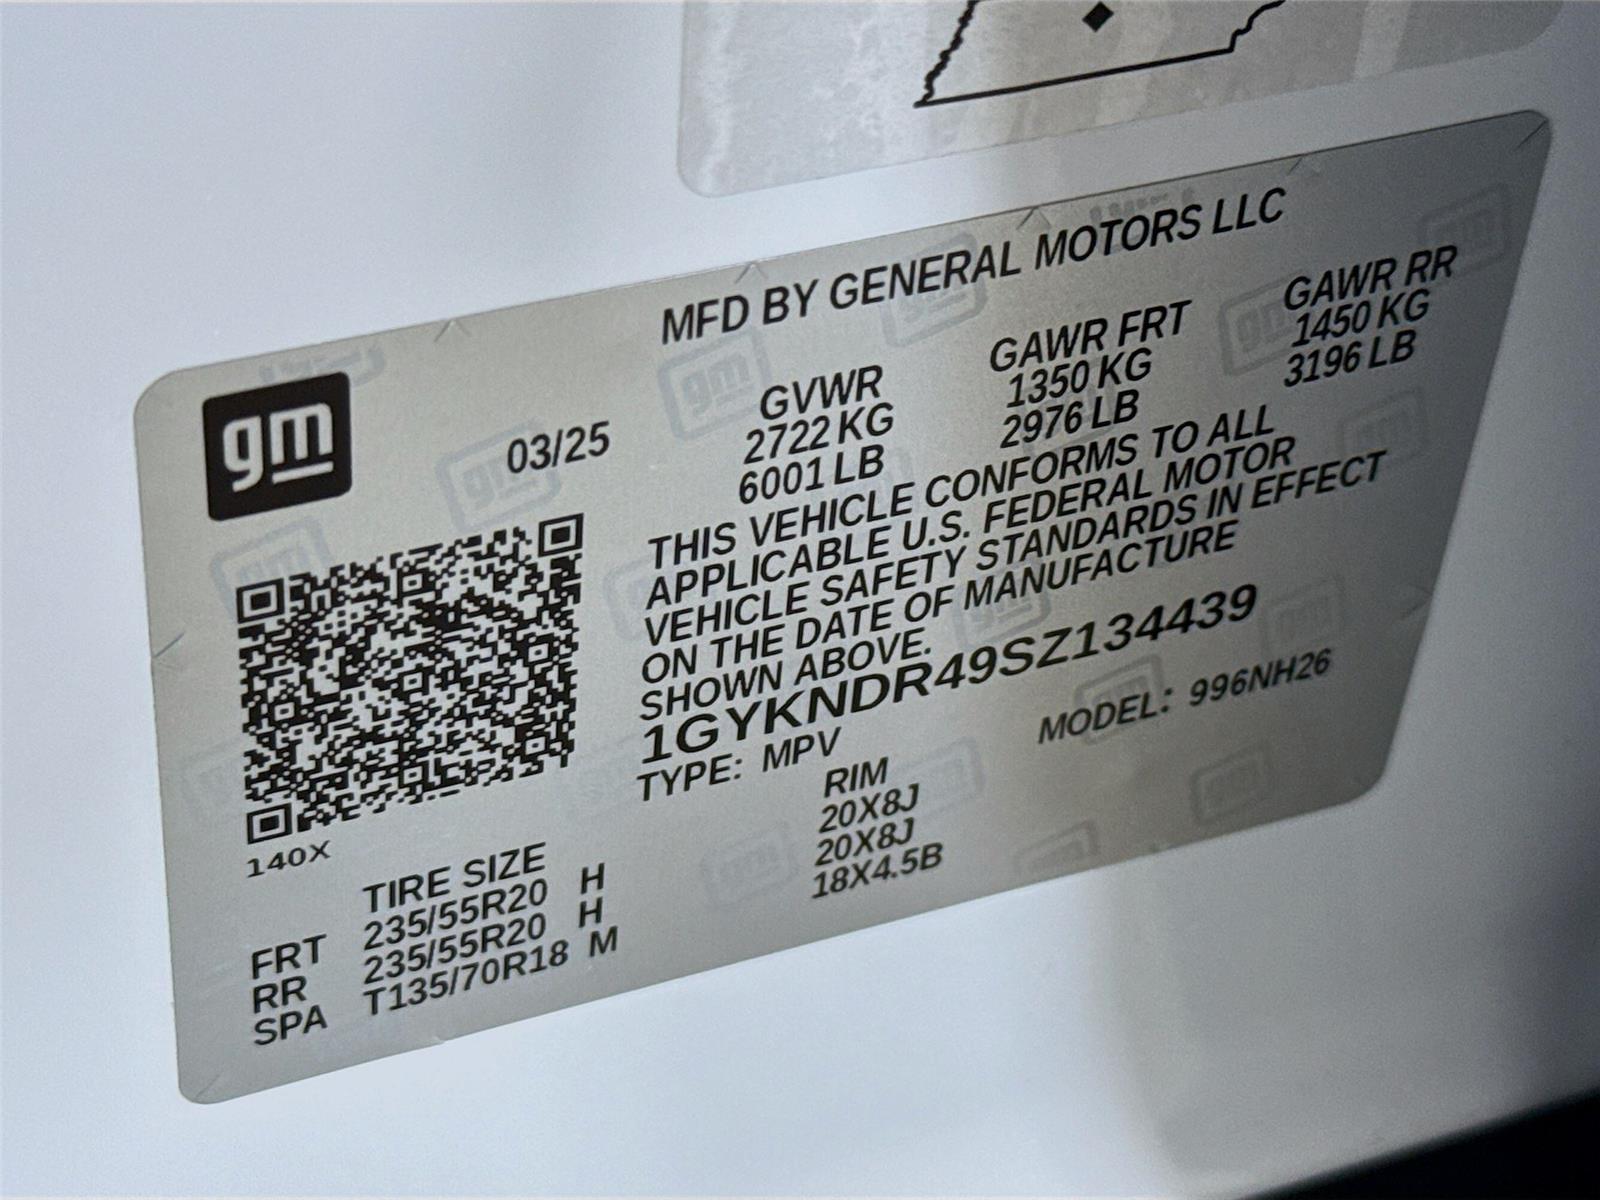 MFD BY GENERAL MOTORS LLC
gm
03/25
GVWR GAWR FRT GAWR RR
2722 KG 1350 KG 1450 KG
6001 LB 2976 LB 3196 LB
THIS VEHICLE CONFORMS TO ALL
APPLICABLE U.S. FEDERAL MOTOR
VEHICLE SAFETY STANDARDS IN EFFECT
ON THE DATE OF MANUFACTURE
SHOWN ABOVE.
1GYKNDR49SZ134439
TYPE: MPV MODEL: 996NH26
140X
TIRE SIZE RIM
FRT 235/55R20 H 20X8J
RR 235/55R20 H 20X8J
SPA T135/70R18 M 18X4.5B